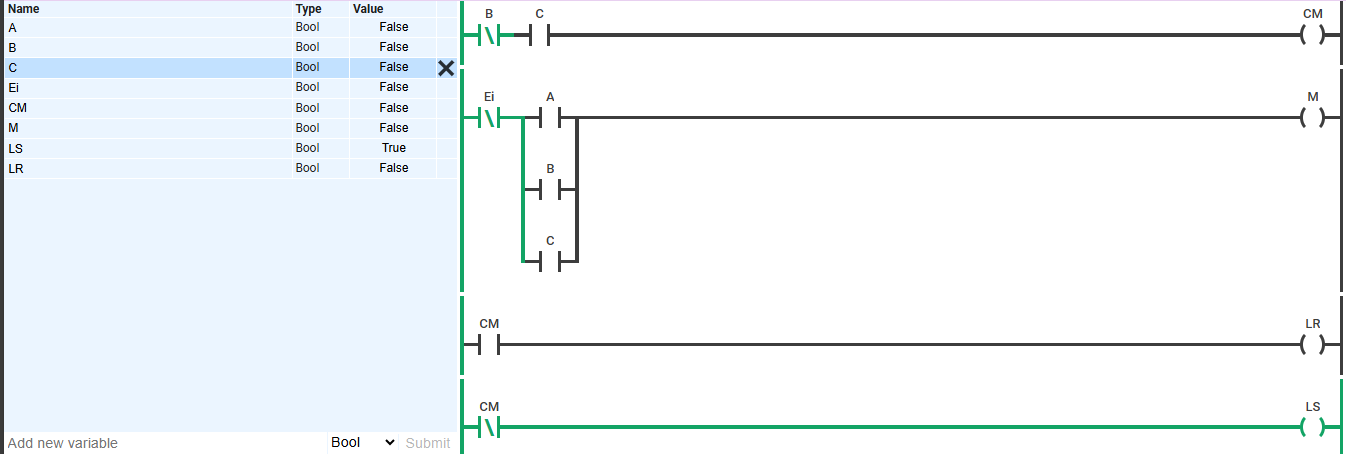 Name Type Value
A Bool False
B Bool False
C Bool False
Ei Bool False
CM Bool False
M Bool False
LS Bool True
LR Bool False
Add new variable Bool Submit
B C CM
Ei A M
B
C
CM LR
CM LS